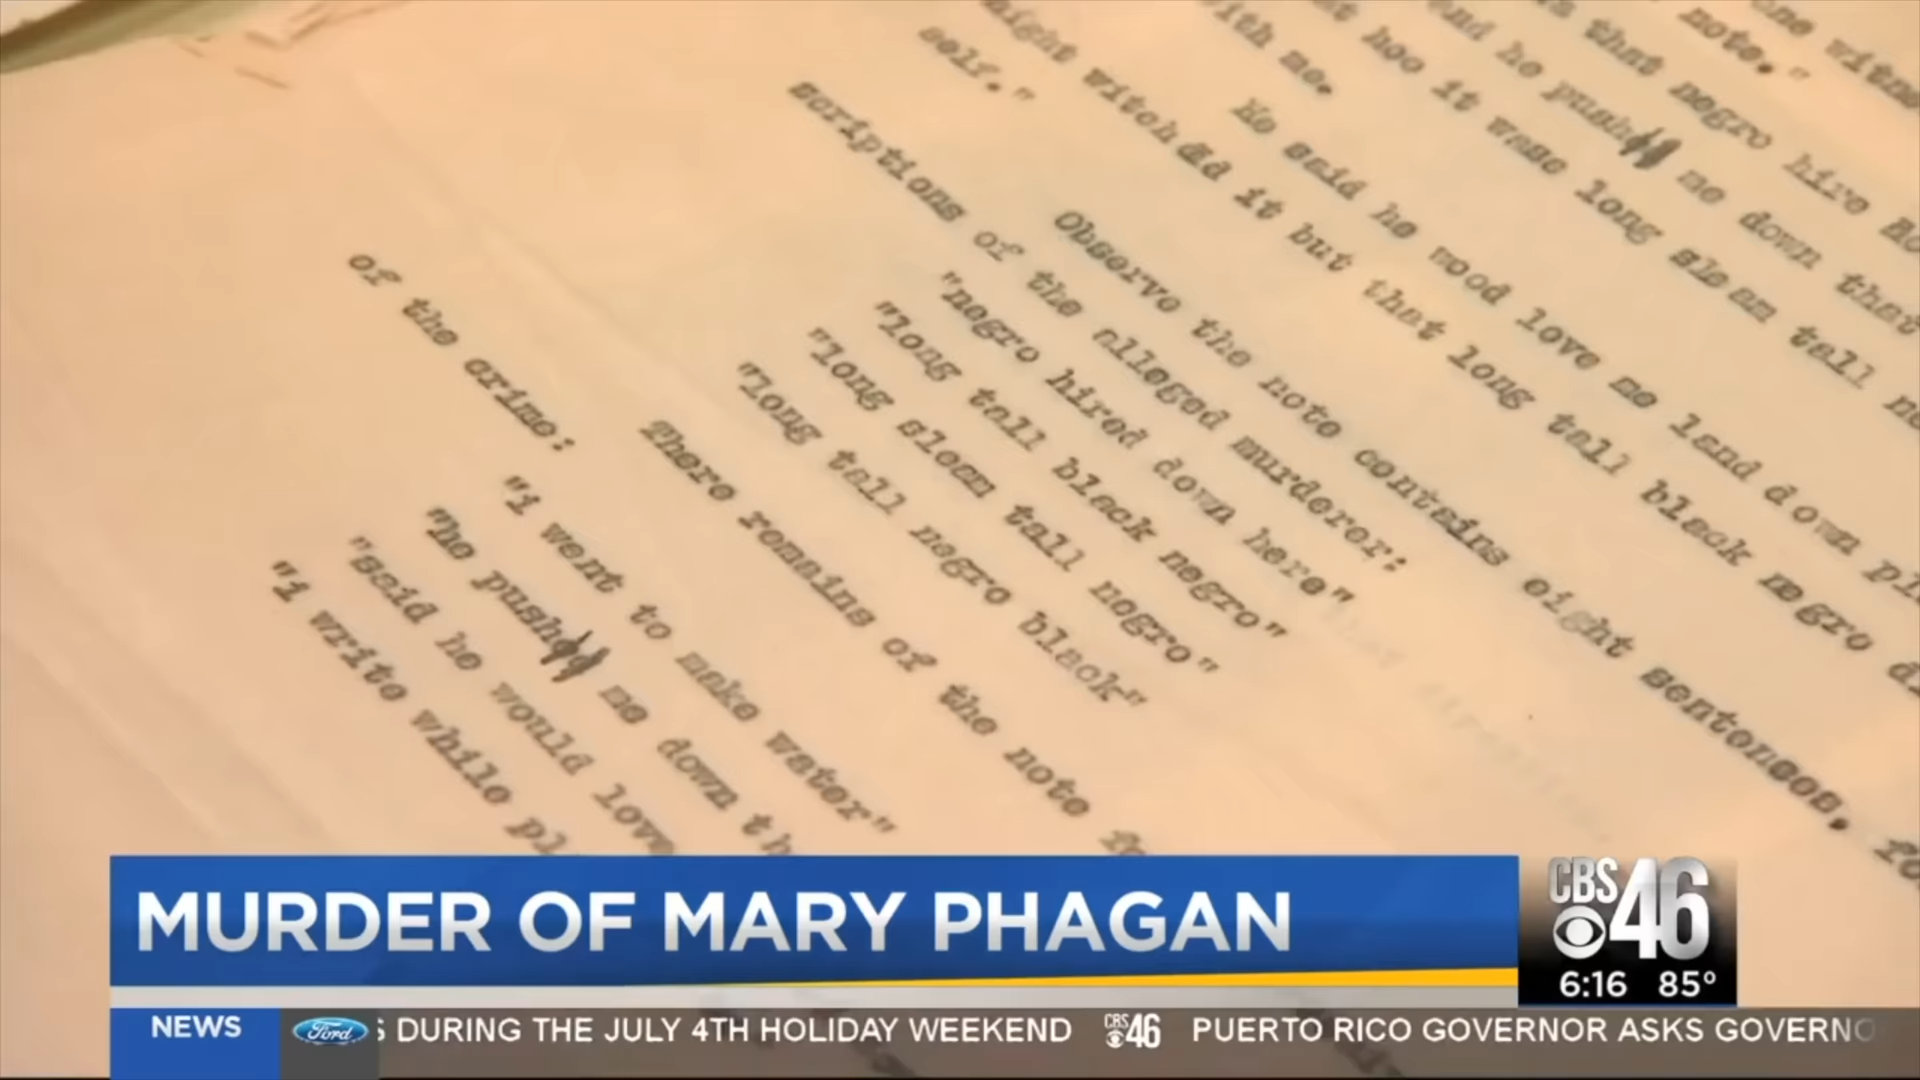 one
note."
that negro hire
he push me down that
hoo it wase long sleam tall
with me.
He said he wood love me land down
night witch did it but that long tall black negro
self."
Observe the note contains eight sentences,
scriptions of the alleged murderer:
"negro hired down here"
"long tall black negro"
"long sleem tall negro"
"long tall negro black"
There remains of the note
of the crime:
"i went to make water"
"he push me down
"said he would love
"i write while
MURDER OF MARY PHAGAN
CBS 46
6:16 85°
NEWS Ford S DURING THE JULY 4TH HOLIDAY WEEKEND CBS 46 PUERTO RICO GOVERNOR ASKS GOVERNO